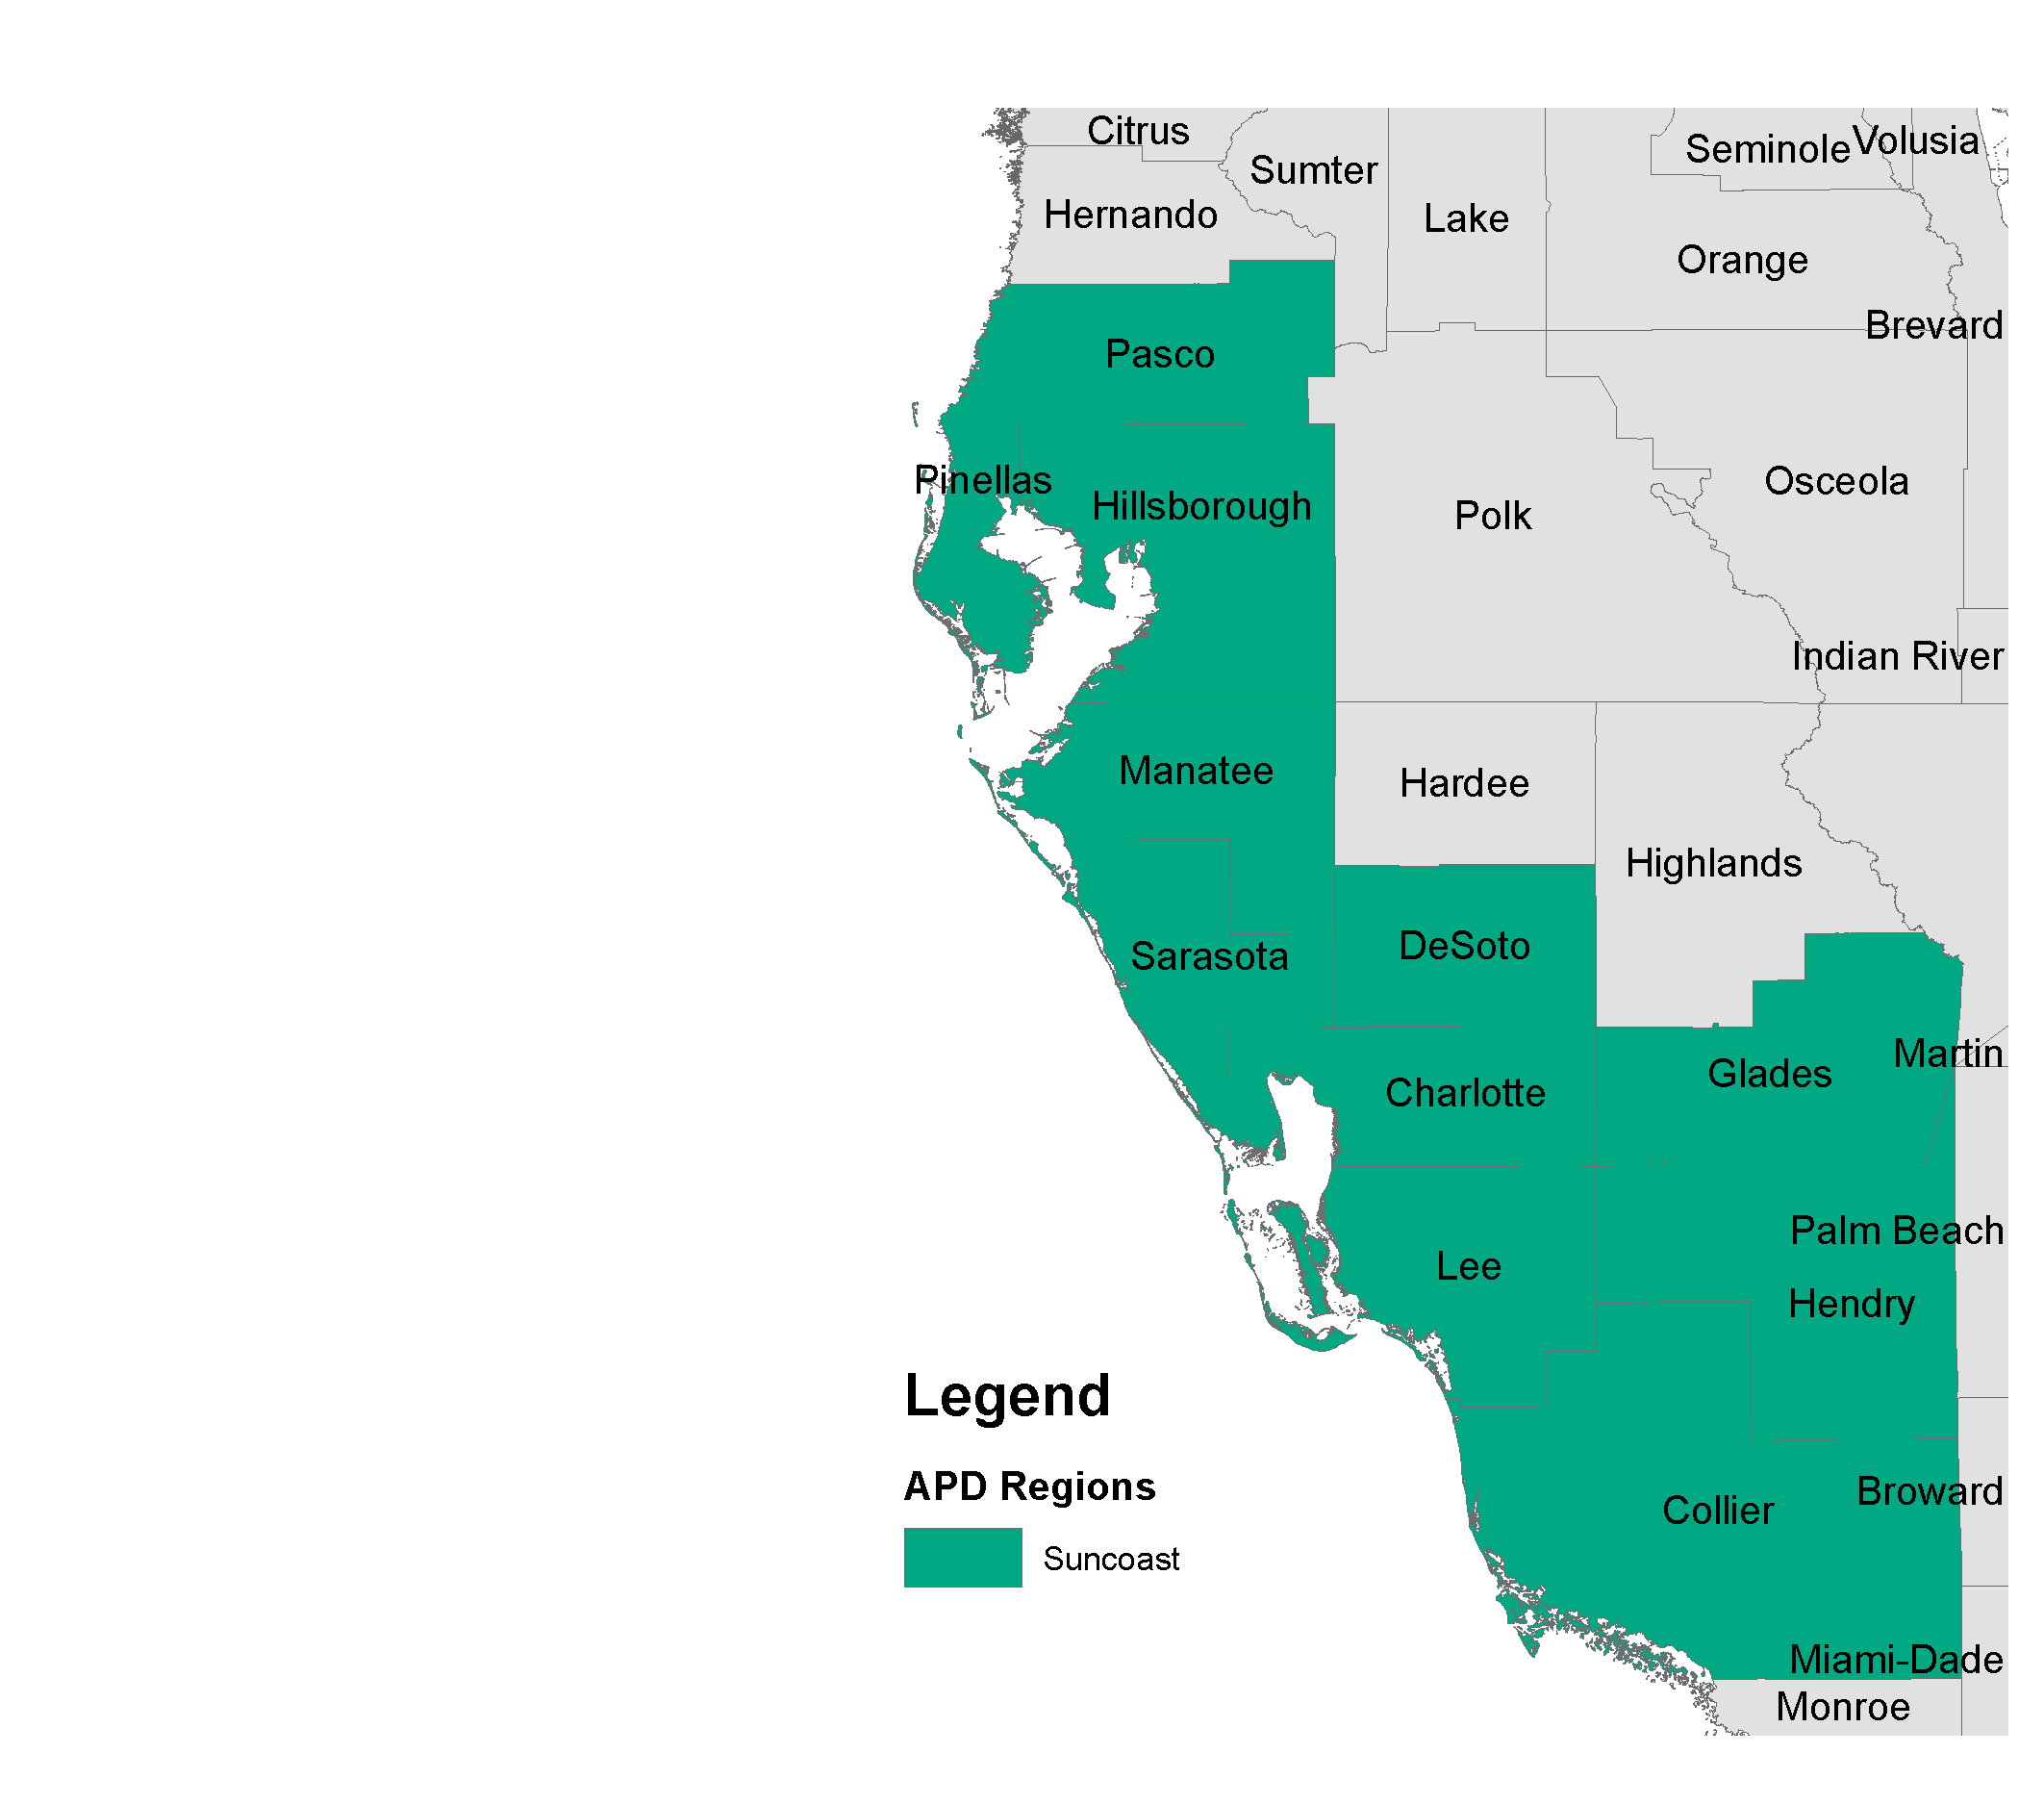 Citrus
Seminole
Volusia
Sumter
Hernando
Lake
Orange
Brevard
Pasco
Pinellas
Hillsborough
Polk
Osceola
Indian River
Manatee
Hardee
Highlands
Sarasota
DeSoto
Martin
Charlotte
Glades
Palm Beach
Lee
Hendry
Legend
APD Regions
Suncoast
Broward
Collier
Miami-Dade
Monroe